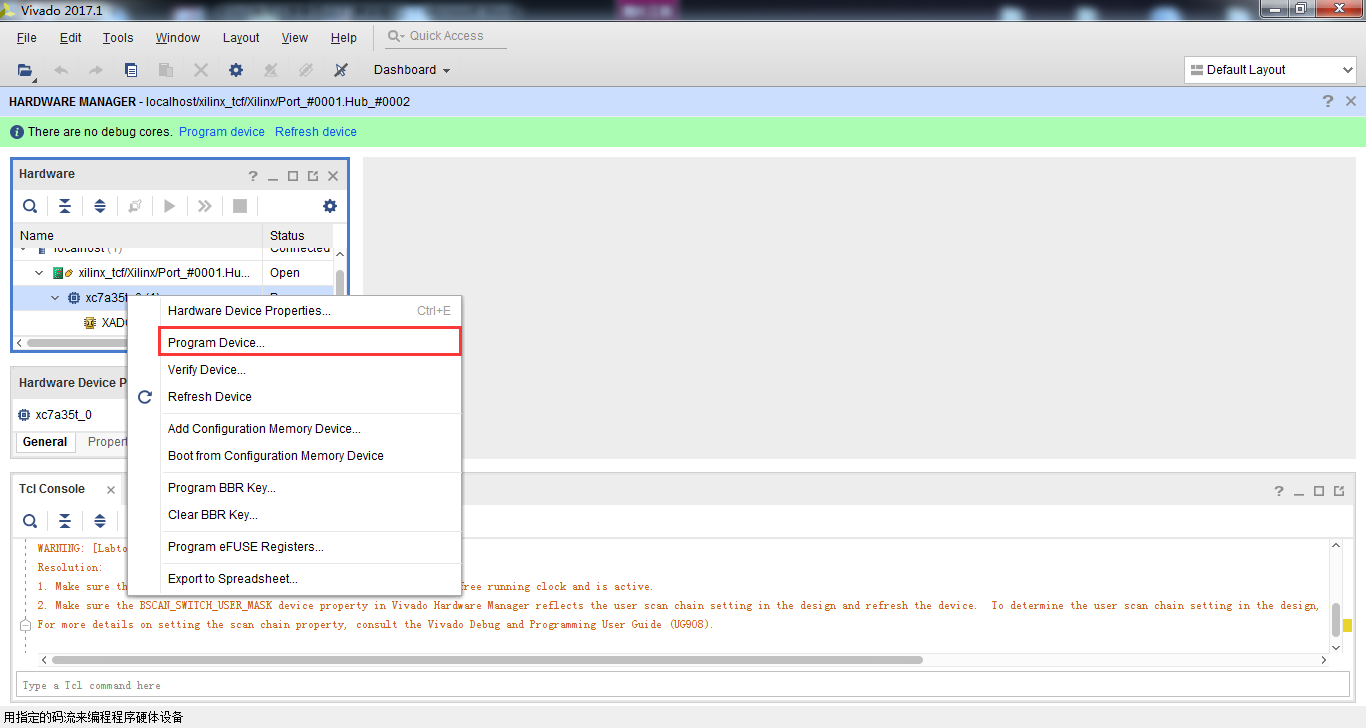 Vivado 2017.1
File Edit Tools Window Layout View Help Quick Access
Dashboard Default Layout
HARDWARE MANAGER - localhost/xilinx_tcf/Xilinx/Port_#0001.Hub_#0002
There are no debug cores. Program device Refresh device
Hardware
Name Status
localhost (1) Connected
xilinx_tcf/Xilinx/Port_#0001.Hu... Open
xc7a35t_0 (1)
XADC
Hardware Device Properties... Ctrl+E
Program Device...
Verify Device...
Refresh Device
Add Configuration Memory Device...
Boot from Configuration Memory Device
Program BBR Key...
Clear BBR Key...
Program eFUSE Registers...
Export to Spreadsheet...
Hardware Device P
xc7a35t_0
General Propert
Tcl Console
WARNING: [Labto
Resolution:
1. Make sure th free running clock and is active.
2. Make sure the BSCAN_SWITCH_USER_MASK device property in Vivado Hardware Manager reflects the user scan chain setting in the design and refresh the device. To determine the user scan chain setting in the design,
For more details on setting the scan chain property, consult the Vivado Debug and Programming User Guide (UG908).
Type a Tcl command here
用指定的码流来编程程序硬体设备